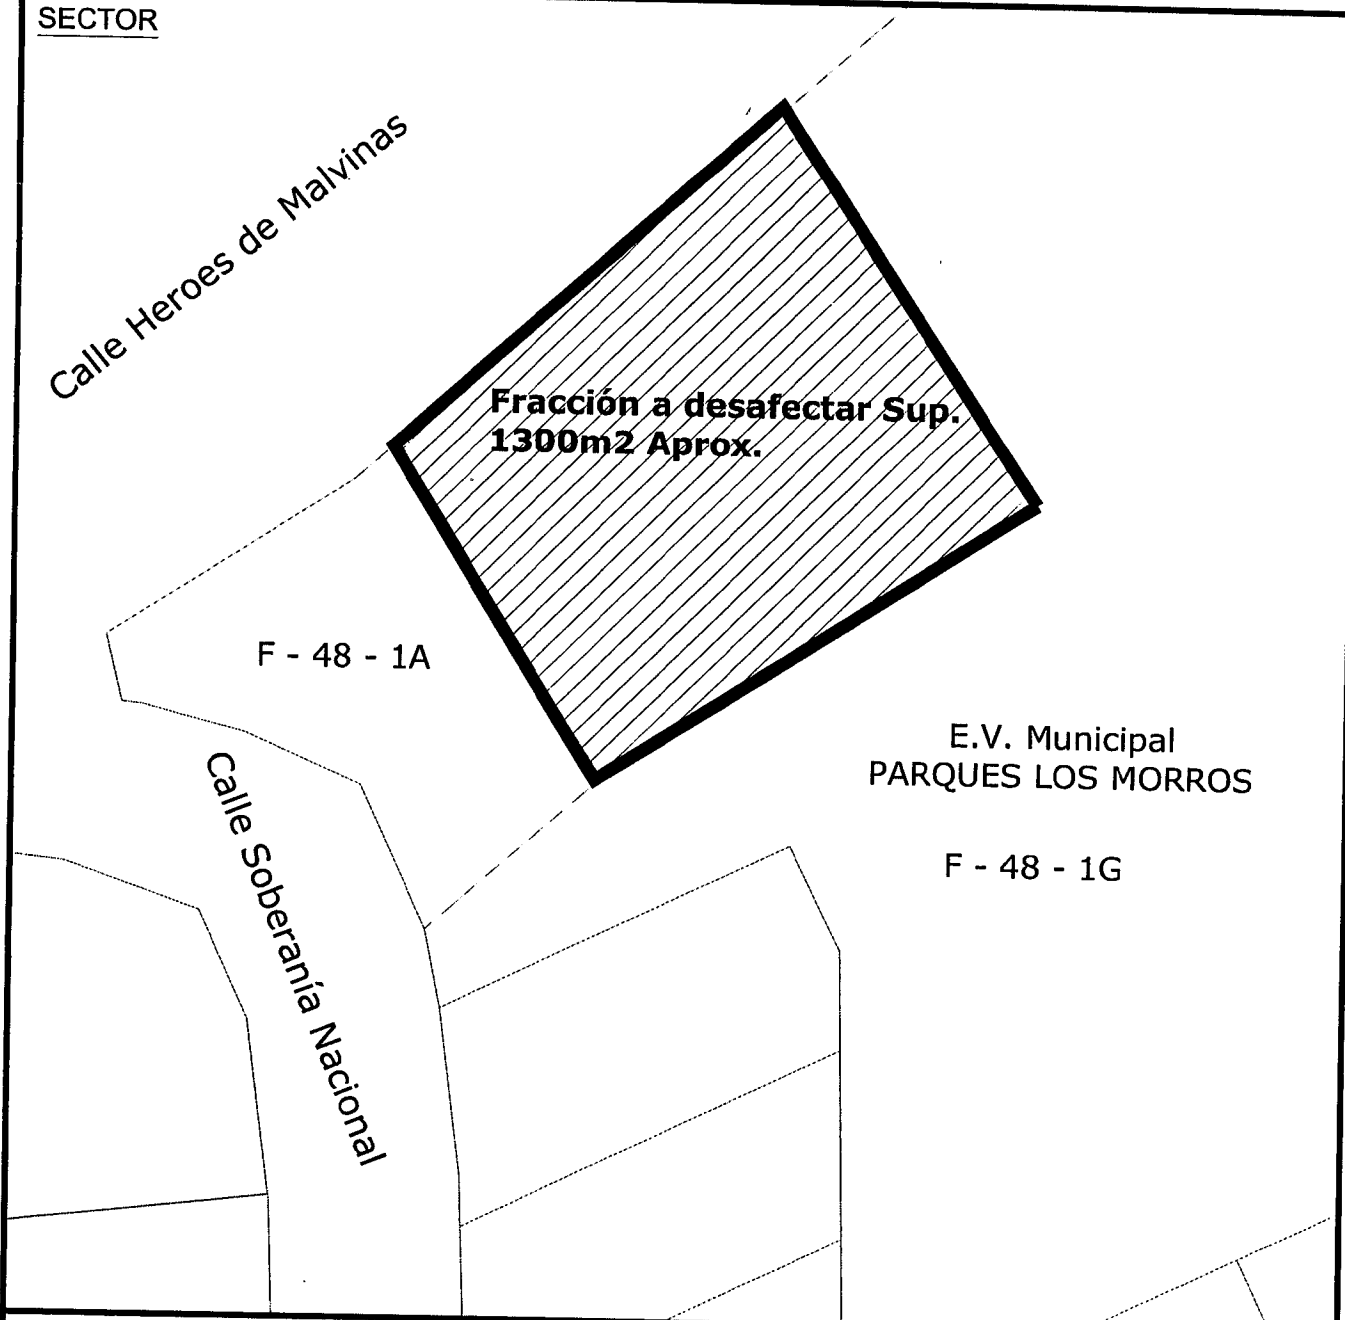 SECTOR
Calle Heroes de Malvinas
Fracción a desafectar Sup.
1300m2 Aprox.
F - 48 - 1A
E.V. Municipal
PARQUES LOS MORROS
F - 48 - 1G
Calle Soberanía Nacional